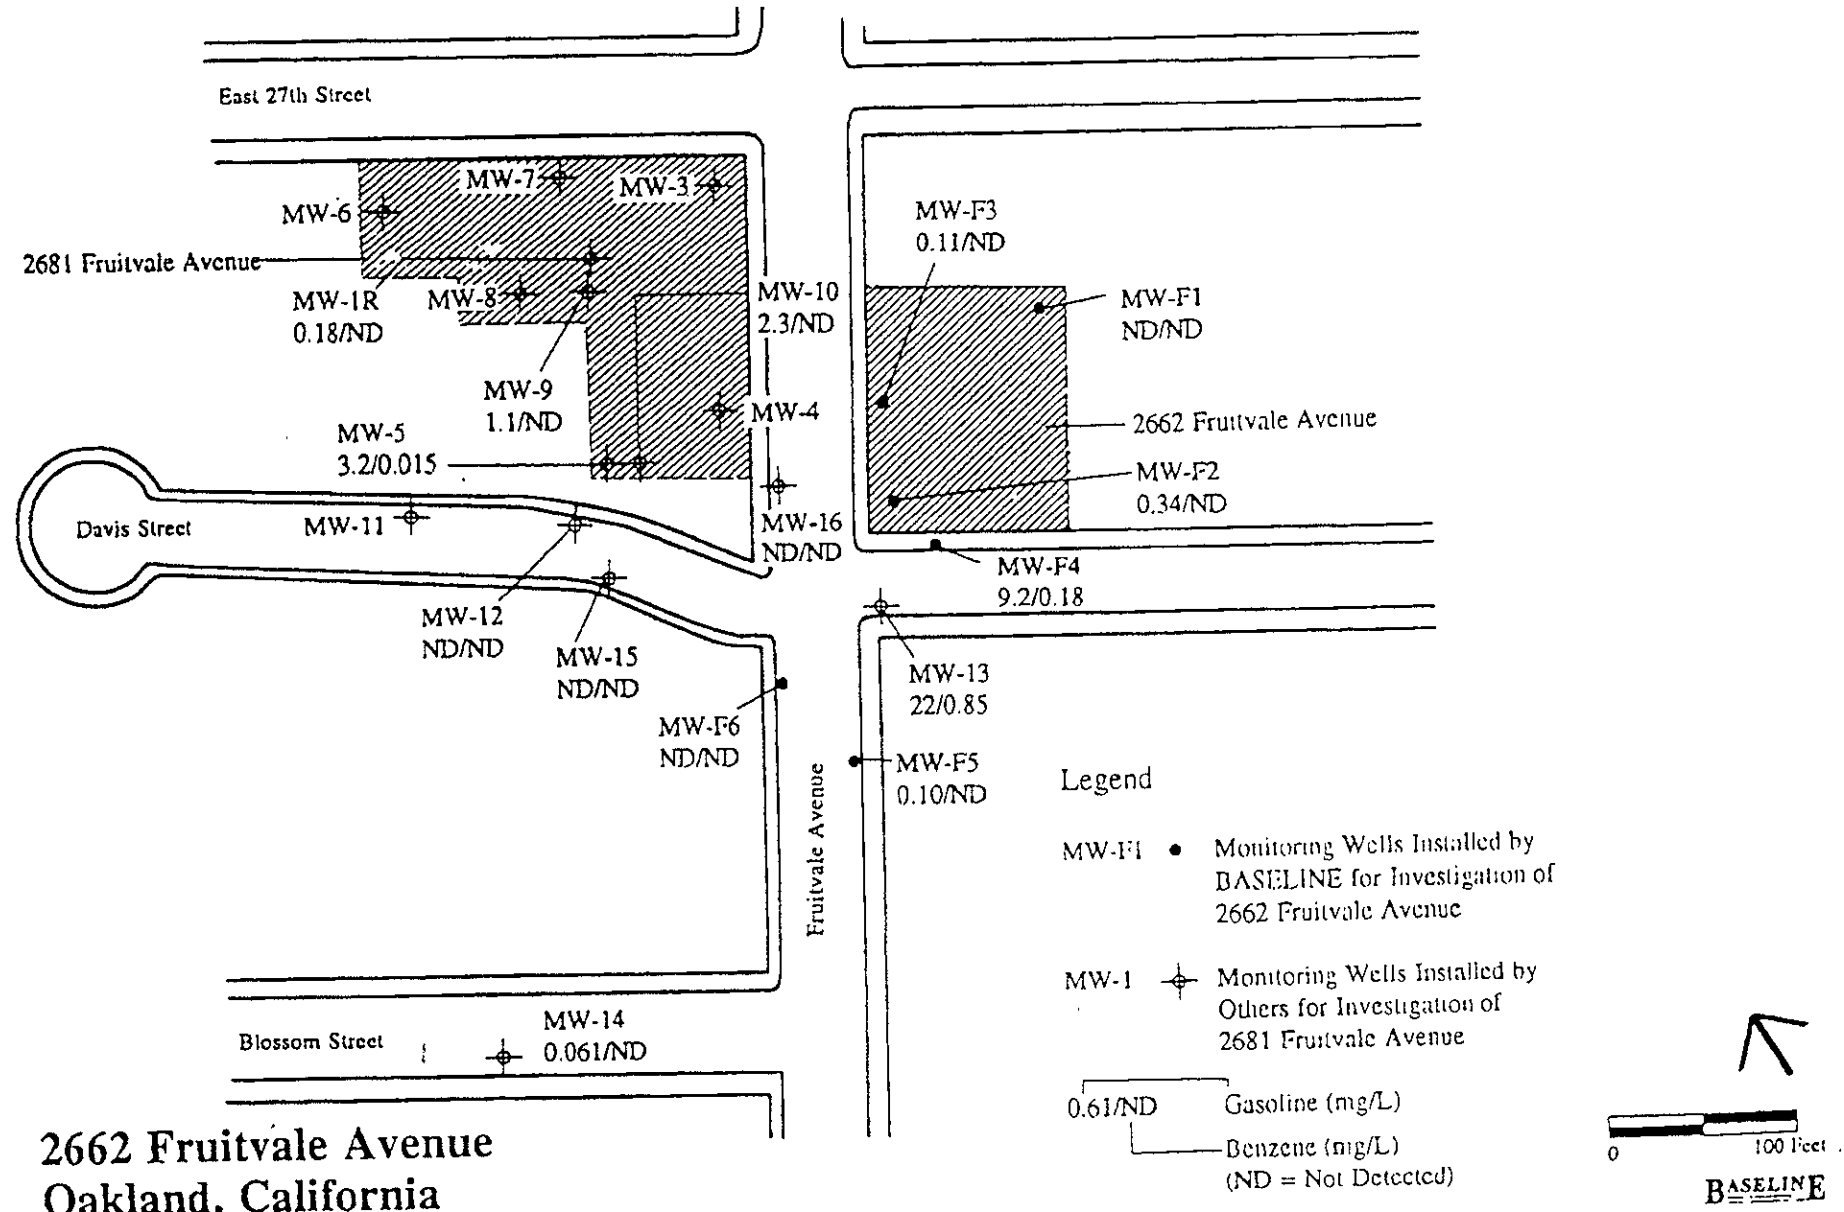 East 27th Street
MW-7
MW-3
MW-6
MW-F3
0.11/ND
2681 Fruitvale Avenue
MW-1R
0.18/ND
MW-8
MW-10
2.3/ND
MW-F1
ND/ND
MW-9
1.1/ND
MW-4
2662 Fruitvale Avenue
MW-5
3.2/0.015
MW-F2
0.34/ND
Davis Street
MW-11
MW-16
ND/ND
MW-F4
9.2/0.18
MW-12
ND/ND
MW-15
ND/ND
MW-13
22/0.85
MW-F6
ND/ND
MW-F5
0.10/ND
Fruitvale Avenue
Legend
MW-F1
Monitoring Wells Installed by
BASELINE for Investigation of
2662 Fruitvale Avenue
MW-1
Monitoring Wells Installed by
Others for Investigation of
2681 Fruitvale Avenue
Blossom Street
MW-14
0.061/ND
0.61/ND
Gasoline (mg/L)
Benzene (mg/L)
(ND = Not Detected)
0
100 Feet
BASELINE
2662 Fruitvale Avenue
Oakland, California